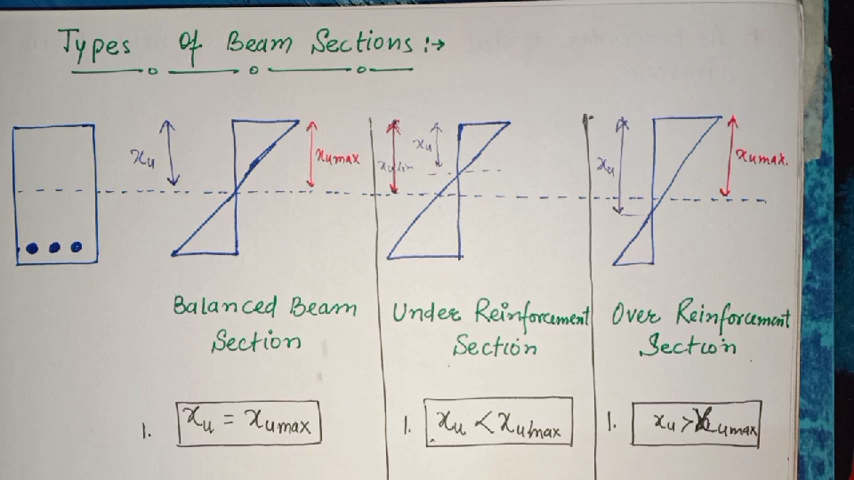 Types Of Beam Sections :→
xu
xumax
xulim
xu
xu
xumax.
Balanced Beam
Section
Under Reinforcement
Section
Over Reinforcement
Section
1. xu = xumax
1. xu < xumax
1. xu > xumax